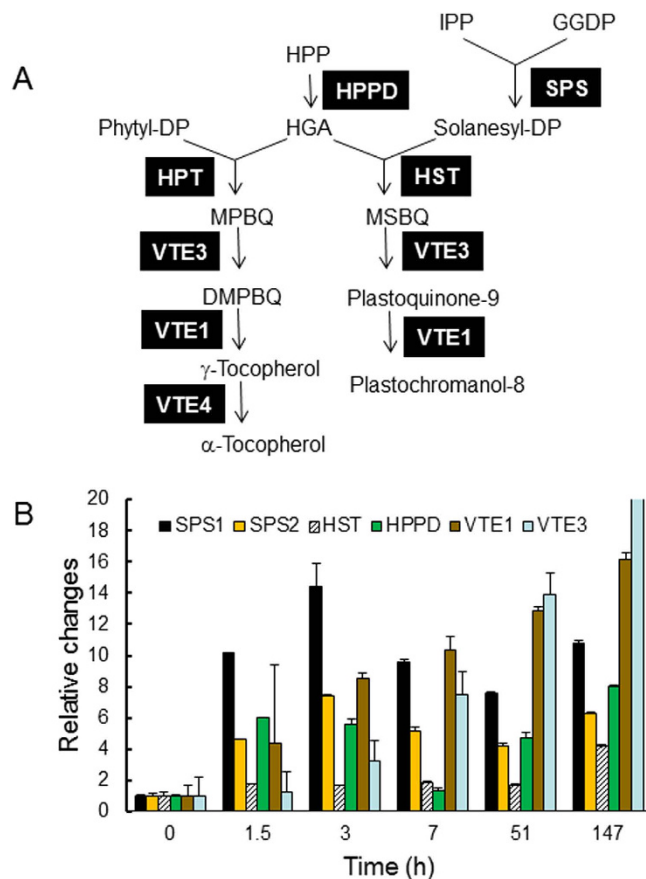 A
IPP GGDP
HPP
HPPD SPS
Phytyl-DP HGA Solanesyl-DP
HPT HST
MPBQ MSBQ
VTE3 VTE3
DMPBQ Plastoquinone-9
VTE1 VTE1
γ-Tocopherol Plastochromanol-8
VTE4
α-Tocopherol
B
20
18
16
14
12
10
8
6
4
2
0
Relative changes
SPS1 SPS2 HST HPPD VTE1 VTE3
0 1.5 3 7 51 147
Time (h)